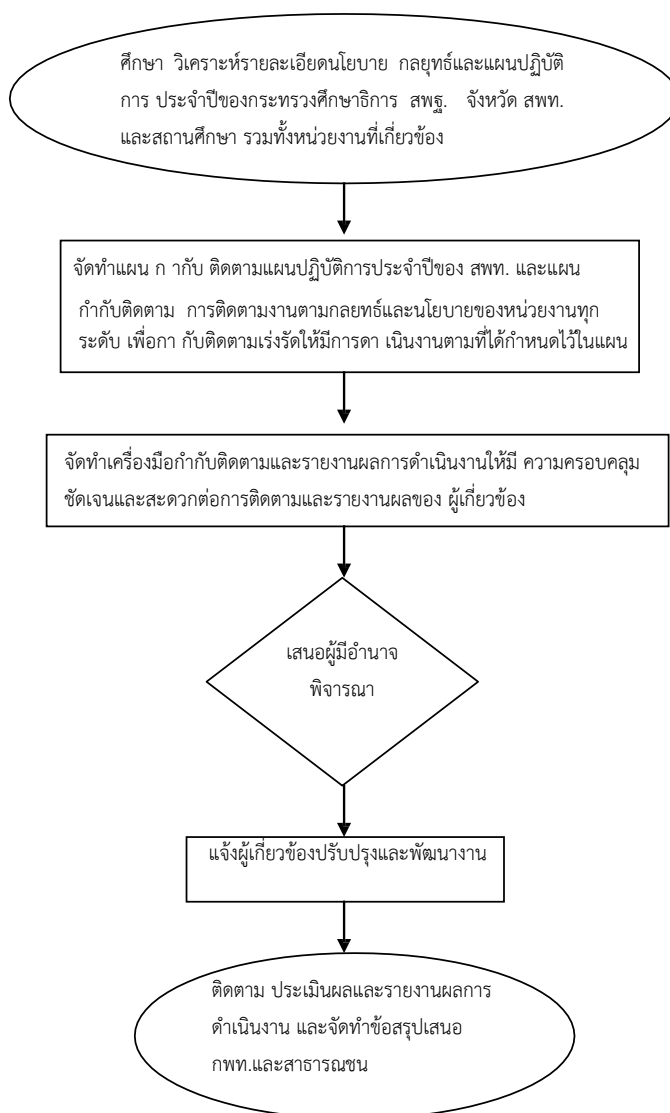 ศึกษา วิเคราะห์รายละเอียดนโยบาย กลยุทธ์และแผนปฏิบัติ
การ ประจำปีของกระทรวงศึกษาธิการ สพฐ. จังหวัด สพท.
และสถานศึกษา รวมทั้งหน่วยงานที่เกี่ยวข้อง
จัดทำแผน ก ากับ ติดตามแผนปฏิบัติการประจำปีของ สพท. และแผน
กำกับติดตาม การติดตามงานตามกลยทธ์และนโยบายของหน่วยงานทุก
ระดับ เพื่อกา กับติดตามเร่งรัดให้มีการดา เนินงานตามที่ได้กำหนดไว้ในแผน
จัดทำเครื่องมือกำกับติดตามและรายงานผลการดำเนินงานให้มี ความครอบคลุม
ชัดเจนและสะดวกต่อการติดตามและรายงานผลของ ผู้เกี่ยวข้อง
เสนอผู้มีอำนาจ
พิจารณา
แจ้งผู้เกี่ยวข้องปรับปรุงและพัฒนางาน
ติดตาม ประเมินผลและรายงานผลการ
ดำเนินงาน และจัดทำข้อสรุปเสนอ
กพท.และสาธารณชน